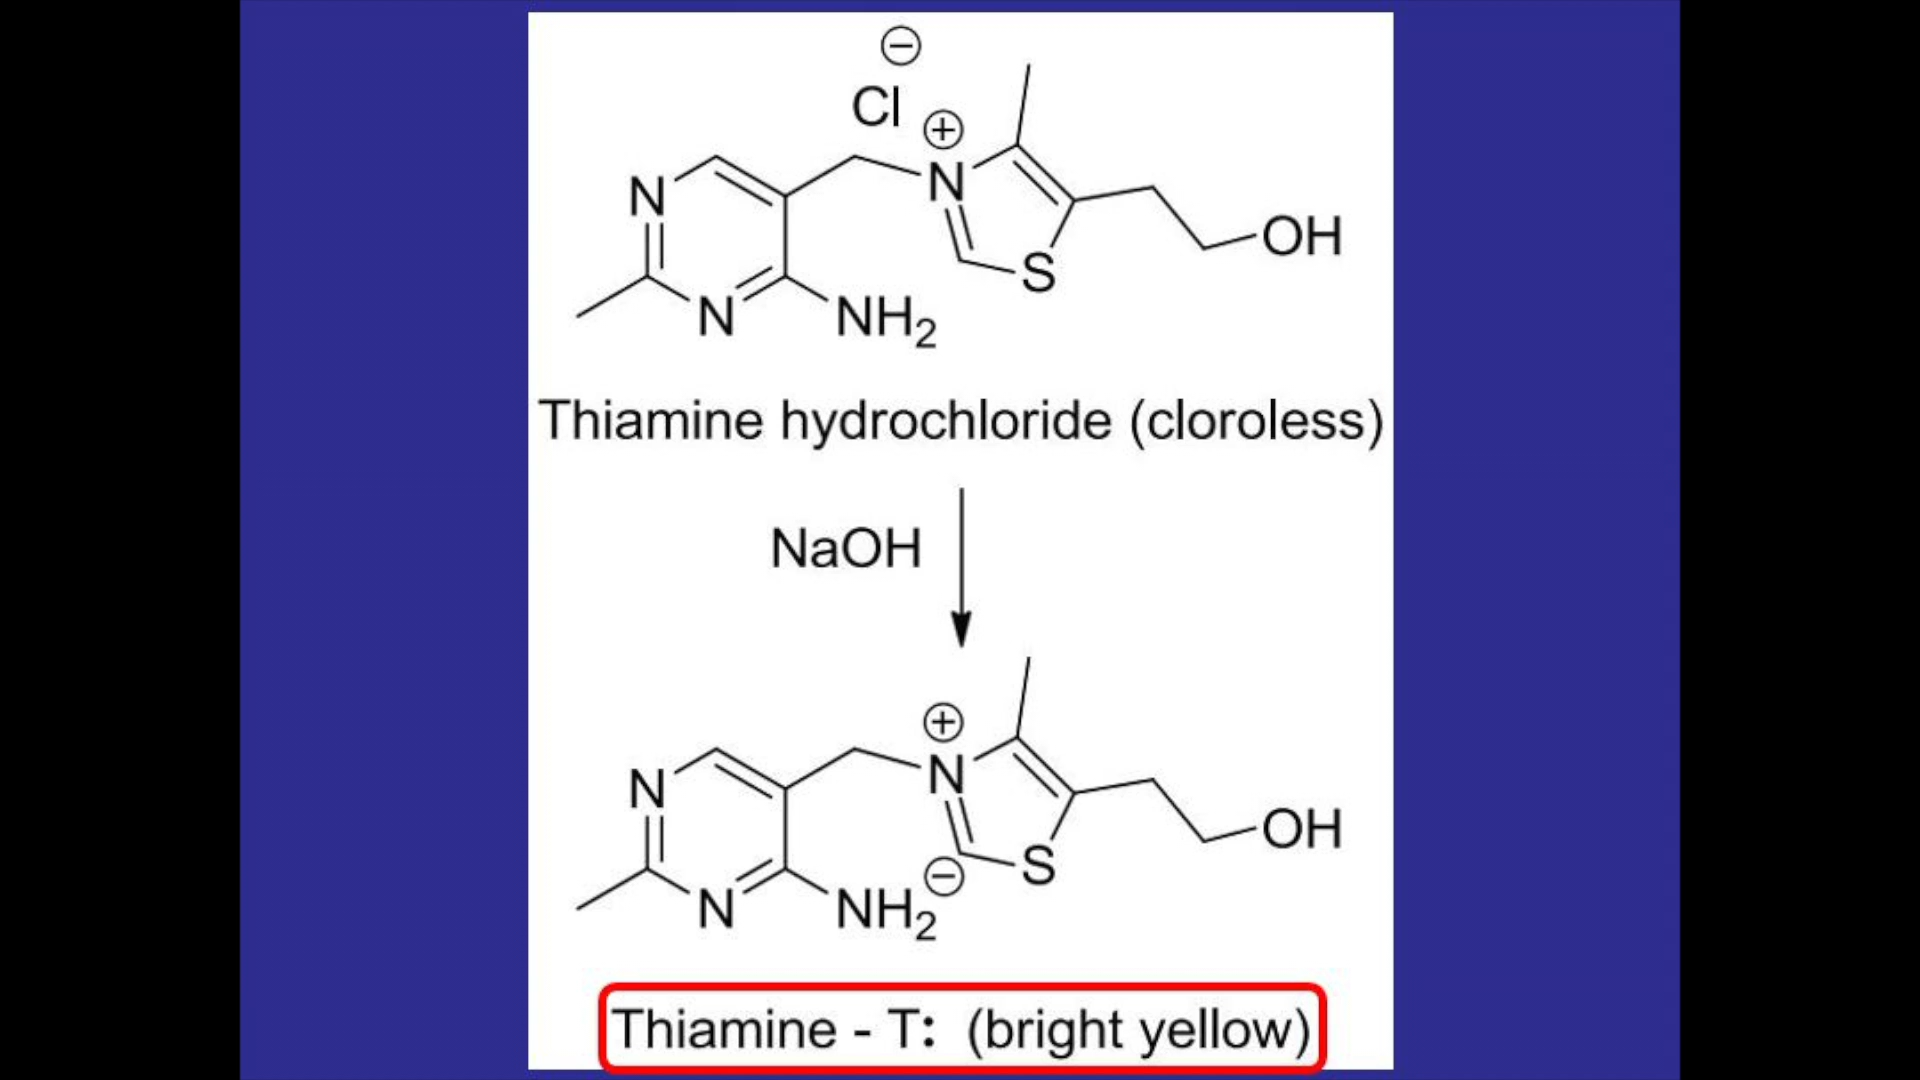 ⊖
Cl
⊕
N
N
OH
S
N
NH₂
Thiamine hydrochloride (cloroless)
NaOH
⊕
N
N
OH
S
⊖
N
NH₂
Thiamine - T: (bright yellow)